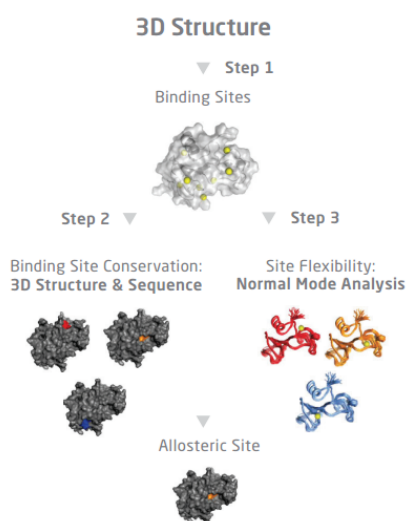 3D Structure
Step 1
Binding Sites
Step 2
Step 3
Binding Site Conservation:
3D Structure & Sequence
Site Flexibility:
Normal Mode Analysis
Allosteric Site